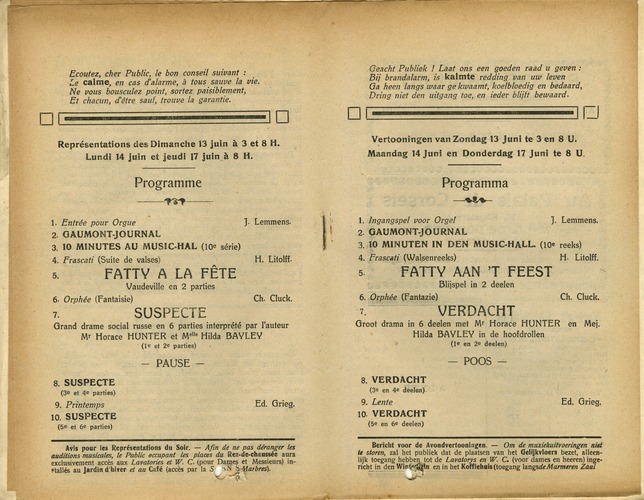 Ecoutez, cher Public, le bon conseil suivant :
Le calme, en cas d'alarme, à tous sauve la vie.
Ne vous bousculez point, sortez paisiblement,
Et chacun, d'être sauf, trouve la garantie.
Représentations des Dimanche 13 juin à 3 et 8 H.
Lundi 14 juin et jeudi 17 juin à 8 H.
Programme
1. Entrée pour Orgue J. Lemmens.
2. GAUMONT-JOURNAL
3. 10 MINUTES AU MUSIC-HAL (10e série)
4. Frascati (Suite de valses) H. Litolff.
5. FATTY A LA FÊTE
Vaudeville en 2 parties
6. Orphée (Fantaisie) Ch. Cluck.
7. SUSPECTE
Grand drame social russe en 6 parties interprété par l'auteur
Mr Horace HUNTER et Melle Hilda BAYLEY
(1e et 2e parties)
— PAUSE —
8. SUSPECTE
(3e et 4e parties)
9. Printemps Ed. Grieg.
10. SUSPECTE
(5e et 6e parties)
Avis pour les Représentations du Soir. — Afin de ne pas déranger les
auditions musicales, le Public occupant les places du Rez-de-chaussée aura
exclusivement accès aux Lavatories et W. C. (pour Dames et Messieurs) in-
stallés au Jardin d'hiver et au Café (accès par la Marbres).
Geacht Publiek ! Laat ons een goeden raad u geven :
Bij brandalarm, is kalmte redding van uw leven
Ga heen langs waar ge kwaamt, koelbloedig en bedaard,
Dring niet den uitgang toe, en ieder blijft bewaard.
Vertooningen van Zondag 13 Juni te 3 en 8 U.
Maandag 14 Juni en Donderdag 17 Juni te 8 U.
Programma
1. Ingangspel voor Orgel J. Lemmens.
2. GAUMONT-JOURNAL
3. 10 MINUTEN IN DEN MUSIC-HALL. (10e reeks)
4. Frascati (Walsenreeks) H. Litolff.
5. FATTY AAN 'T FEEST
Blijspel in 2 deelen
6. Orphée (Fantazie) Ch. Cluck.
7. VERDACHT
Groot drama in 6 deelen met Mr Horace HUNTER en Mej.
Hilda BAYLEY in de hoofdrollen
(1e en 2e deelen)
— POOS —
8. VERDACHT
(3e en 4e deelen)
9. Lente Ed. Grieg.
10. VERDACHT
(5e en 6e deelen)
Bericht voor de Avondvertooningen. — Om de muziekuitvoeringen niet
te storen, zal het publiek dat de plaatsen van het Gelijkvloers bezet, alleen-
lijk toegang hebben tot de Lavatorys en W. C. (voor dames en heeren) inge-
richt in den Wintertuin en in het Koffiehuis (toegang langs de Marmeren Zaal